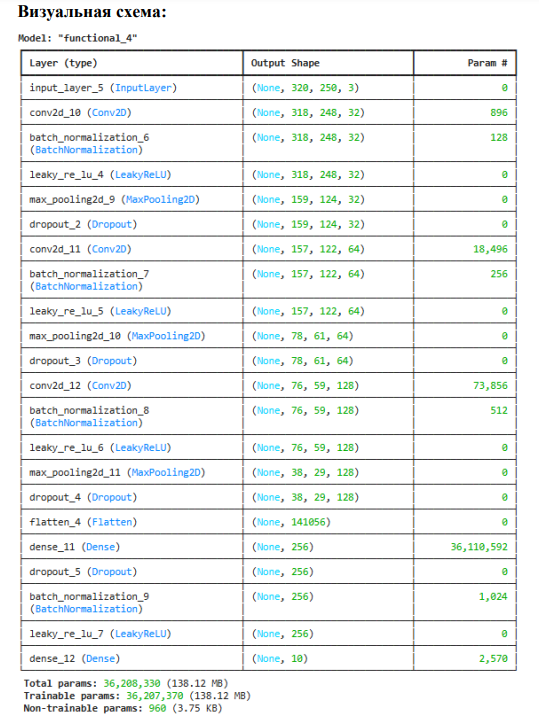 Визуальная схема:
Model: "functional_4"
Layer (type) Output Shape Param #
input_layer_5 (InputLayer) (None, 320, 250, 3) 0
conv2d_10 (Conv2D) (None, 318, 248, 32) 896
batch_normalization_6 (None, 318, 248, 32) 128
(BatchNormalization)
leaky_re_lu_4 (LeakyReLU) (None, 318, 248, 32) 0
max_pooling2d_9 (MaxPooling2D) (None, 159, 124, 32) 0
dropout_2 (Dropout) (None, 159, 124, 32) 0
conv2d_11 (Conv2D) (None, 157, 122, 64) 18,496
batch_normalization_7 (None, 157, 122, 64) 256
(BatchNormalization)
leaky_re_lu_5 (LeakyReLU) (None, 157, 122, 64) 0
max_pooling2d_10 (MaxPooling2D) (None, 78, 61, 64) 0
dropout_3 (Dropout) (None, 78, 61, 64) 0
conv2d_12 (Conv2D) (None, 76, 59, 128) 73,856
batch_normalization_8 (None, 76, 59, 128) 512
(BatchNormalization)
leaky_re_lu_6 (LeakyReLU) (None, 76, 59, 128) 0
max_pooling2d_11 (MaxPooling2D) (None, 38, 29, 128) 0
dropout_4 (Dropout) (None, 38, 29, 128) 0
flatten_4 (Flatten) (None, 141056) 0
dense_11 (Dense) (None, 256) 36,110,592
dropout_5 (Dropout) (None, 256) 0
batch_normalization_9 (None, 256) 1,024
(BatchNormalization)
leaky_re_lu_7 (LeakyReLU) (None, 256) 0
dense_12 (Dense) (None, 10) 2,570
Total params: 36,208,330 (138.12 MB)
Trainable params: 36,207,370 (138.12 MB)
Non-trainable params: 960 (3.75 KB)